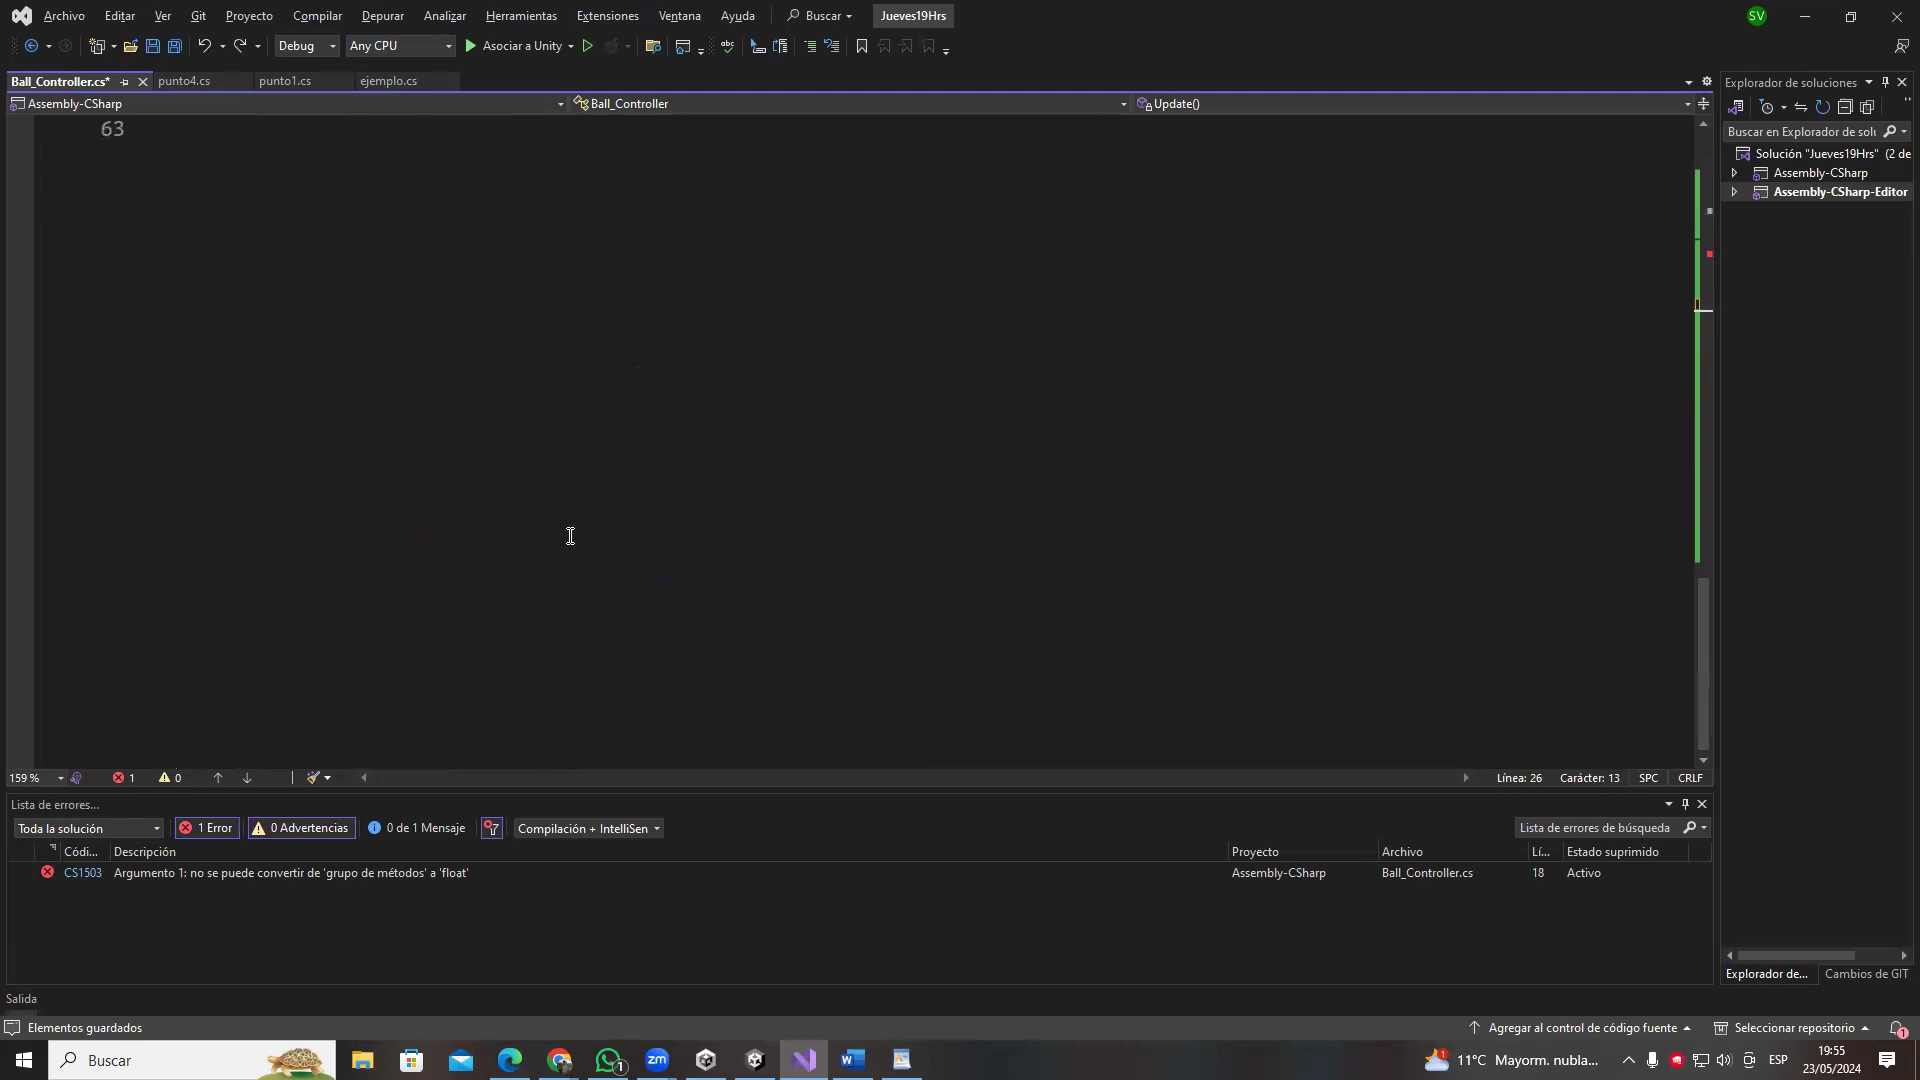 Archivo Editar Ver Git Proyecto Compilar Depurar Analizar Herramientas Extensiones Ventana Ayuda Buscar Jueves19Hrs SV
Debug Any CPU Asociar a Unity
Ball_Controller.cs* punto4.cs punto1.cs ejemplo.cs
Explorador de soluciones
Assembly-CSharp Ball_Controller Update()
63
Buscar en Explorador de solu
Solución "Jueves19Hrs" (2 de
Assembly-CSharp
Assembly-CSharp-Editor
159 % 1 0 Línea: 26 Carácter: 13 SPC CRLF
Lista de errores...
Toda la solución 1 Error 0 Advertencias 0 de 1 Mensaje Compilación + IntelliSen Lista de errores de búsqueda
Códi... Descripción Proyecto Archivo Lí... Estado suprimido
CS1503 Argumento 1: no se puede convertir de 'grupo de métodos' a 'float' Assembly-CSharp Ball_Controller.cs 18 Activo
Explorador de... Cambios de GIT
Salida
Elementos guardados Agregar al control de código fuente Seleccionar repositorio 1
Buscar 1 zm 1 11°C Mayorm. nubla... ESP 19:55
23/05/2024